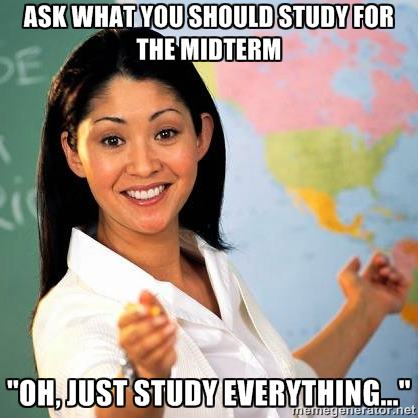 ASK WHAT YOU SHOULD STUDY FOR
THE MIDTERM
"OH, JUST STUDY EVERYTHING..."
memegenerator.net